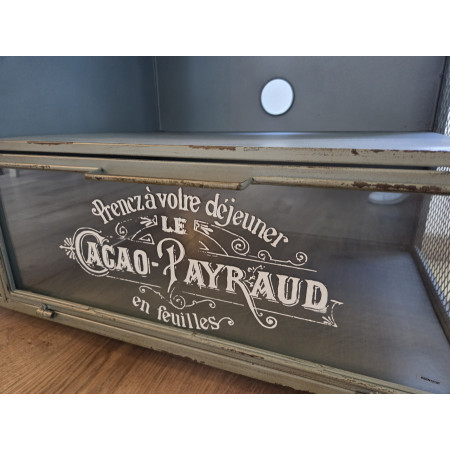 Prenez à votre déjeuner
LE
CACAO-PAYRAUD
en feuilles